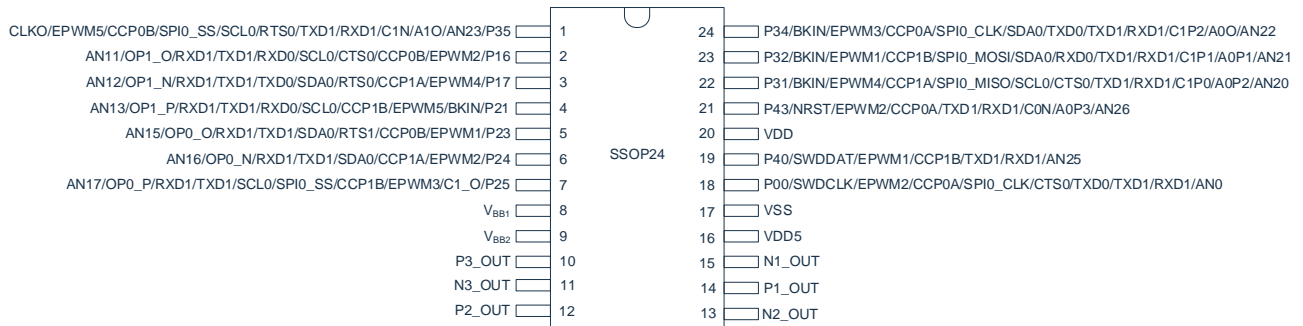 CLKO/EPWM5/CCP0B/SPI0_SS/SCL0/RTS0/TXD1/RXD1/C1N/A1O/AN23/P35 1 24 P34/BKIN/EPWM3/CCP0A/SPI0_CLK/SDA0/TXD0/TXD1/RXD1/C1P2/A0O/AN22
AN11/OP1_O/RXD1/TXD1/RXD0/SCL0/CTS0/CCP0B/EPWM2/P16 2 23 P32/BKIN/EPWM1/CCP1B/SPI0_MOSI/SDA0/RXD0/TXD1/RXD1/C1P1/A0P1/AN21
AN12/OP1_N/RXD1/TXD1/TXD0/SDA0/RTS0/CCP1A/EPWM4/P17 3 22 P31/BKIN/EPWM4/CCP1A/SPI0_MISO/SCL0/CTS0/TXD1/RXD1/C1P0/A0P2/AN20
AN13/OP1_P/RXD1/TXD1/RXD0/SCL0/CCP1B/EPWM5/BKIN/P21 4 21 P43/NRST/EPWM2/CCP0A/TXD1/RXD1/C0N/A0P3/AN26
AN15/OP0_O/RXD1/TXD1/SDA0/RTS1/CCP0B/EPWM1/P23 5 20 VDD
AN16/OP0_N/RXD1/TXD1/SDA0/CCP1A/EPWM2/P24 6 SSOP24 19 P40/SWDDAT/EPWM1/CCP1B/TXD1/RXD1/AN25
AN17/OP0_P/RXD1/TXD1/SCL0/SPI0_SS/CCP1B/EPWM3/C1_O/P25 7 18 P00/SWDCLK/EPWM2/CCP0A/SPI0_CLK/CTS0/TXD0/TXD1/RXD1/AN0
VBB1 8 17 VSS
VBB2 9 16 VDD5
P3_OUT 10 15 N1_OUT
N3_OUT 11 14 P1_OUT
P2_OUT 12 13 N2_OUT